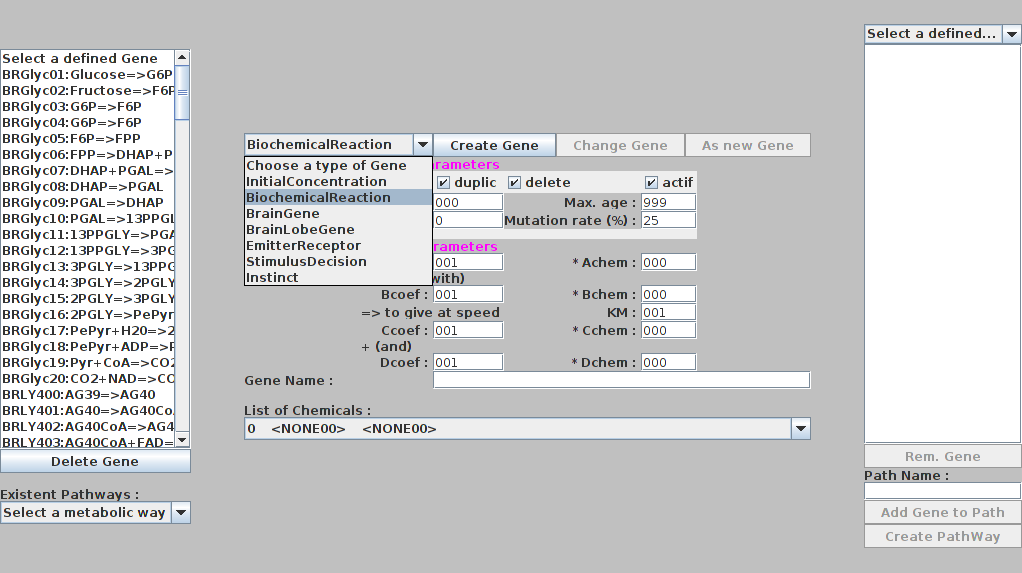 Select a defined Gene
BRGlyc01:Glucose=>G6P
BRGlyc02:Fructose=>F6P
BRGlyc03:G6P=>F6P
BRGlyc04:G6P=>F6P
BRGlyc05:F6P=>FPP
BRGlyc06:FPP=>DHAP+P
BRGlyc07:DHAP+PGAL=>
BRGlyc08:DHAP=>PGAL
BRGlyc09:PGAL=>DHAP
BRGlyc10:PGAL=>13PPGL
BRGlyc11:13PPGLY=>PGA
BRGlyc12:13PPGLY=>3PG
BRGlyc13:3PGLY=>13PPG
BRGlyc14:3PGLY=>2PGLY
BRGlyc15:2PGLY=>3PGLY
BRGlyc16:2PGLY=>PePyr
BRGlyc17:PePyr+H20=>2
BRGlyc18:PePyr+ADP=>P
BRGlyc19:Pyr+CoA=>CO2
BRGlyc20:CO2+NAD=>CO
BRLY400:AG39=>AG40
BRLY401:AG40=>AG40Co
BRLY402:AG40CoA=>AG4
BRLY403:AG40CoA+FAD=
Delete Gene
Existent Pathways :
Select a metabolic way
BiochemicalReaction
Create Gene
Change Gene
As new Gene
Choose a type of Gene
InitialConcentration
BiochemicalReaction
BrainGene
BrainLobeGene
EmitterReceptor
StimulusDecision
Instinct
rameters
duplic
delete
actif
000
Max. age :
999
0
Mutation rate (%) :
25
rameters
001
* Achem :
000
with)
Bcoef :
001
* Bchem :
000
=> to give at speed
KM :
001
Ccoef :
001
* Cchem :
000
+ (and)
Dcoef :
001
* Dchem :
000
Gene Name :
List of Chemicals :
0 <NONE00> <NONE00>
Select a defined...
Rem. Gene
Path Name :
Add Gene to Path
Create PathWay